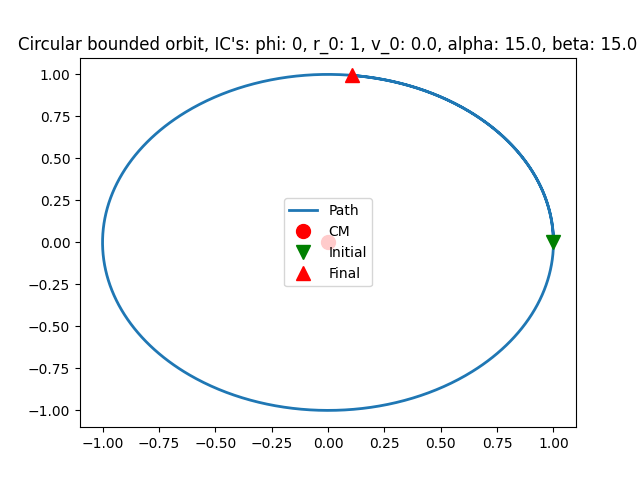 Circular bounded orbit, IC's: phi: 0, r_0: 1, v_0: 0.0, alpha: 15.0, beta: 15.0
1.00
0.75
0.50
0.25
0.00
−0.25
−0.50
−0.75
−1.00
Path
CM
Initial
Final
−1.00 −0.75 −0.50 −0.25 0.00 0.25 0.50 0.75 1.00